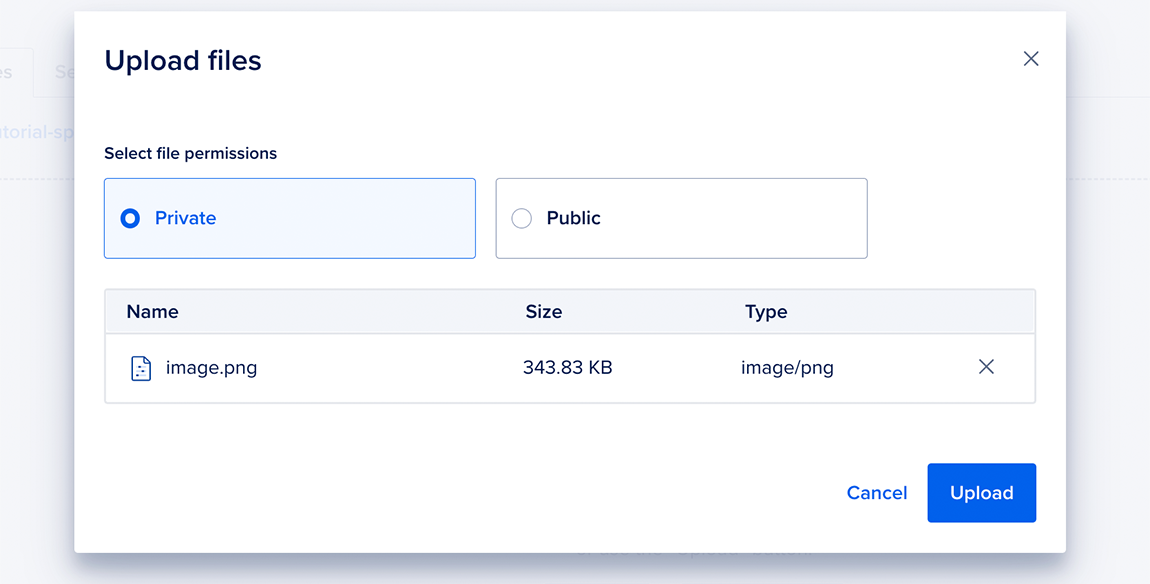 Upload files
Select file permissions
Private
Public
Name Size Type
image.png 343.83 KB image/png
Cancel Upload